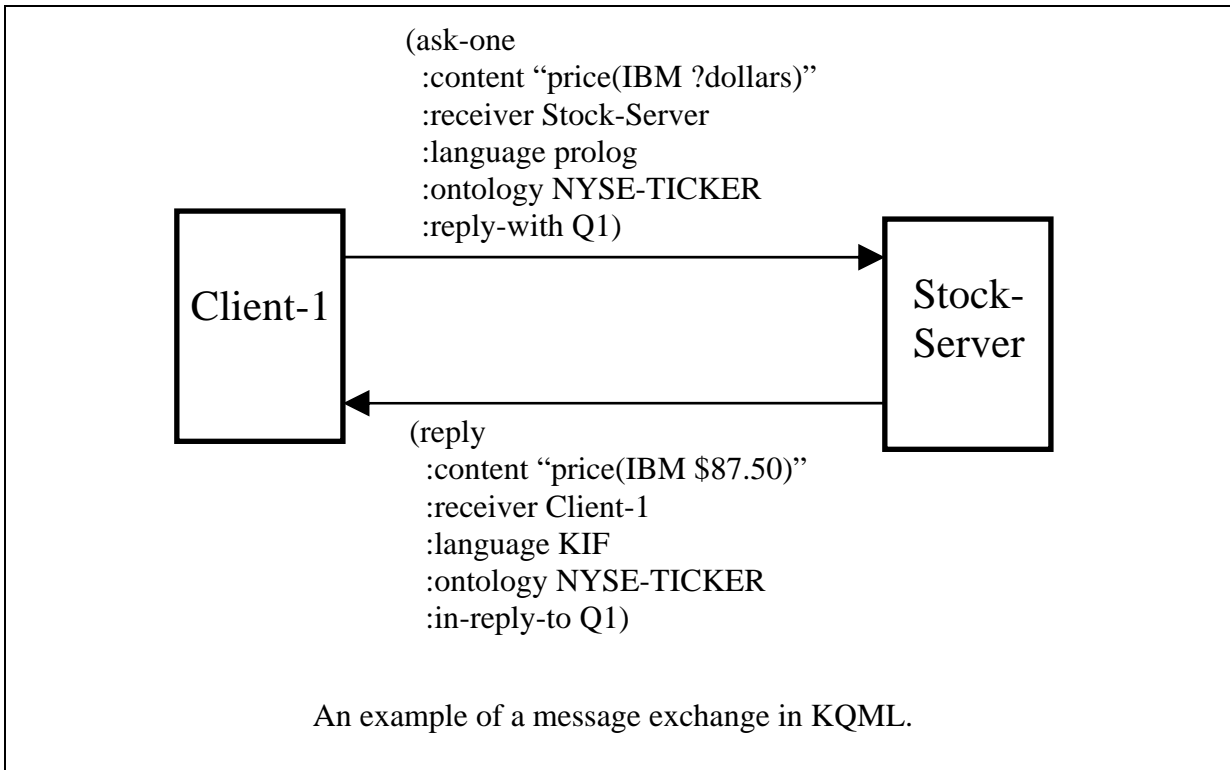 (ask-one
:content “price(IBM ?dollars)”
:receiver Stock-Server
:language prolog
:ontology NYSE-TICKER
:reply-with Q1)
Client-1
Stock-
Server
(reply
:content “price(IBM $87.50)”
:receiver Client-1
:language KIF
:ontology NYSE-TICKER
:in-reply-to Q1)
An example of a message exchange in KQML.